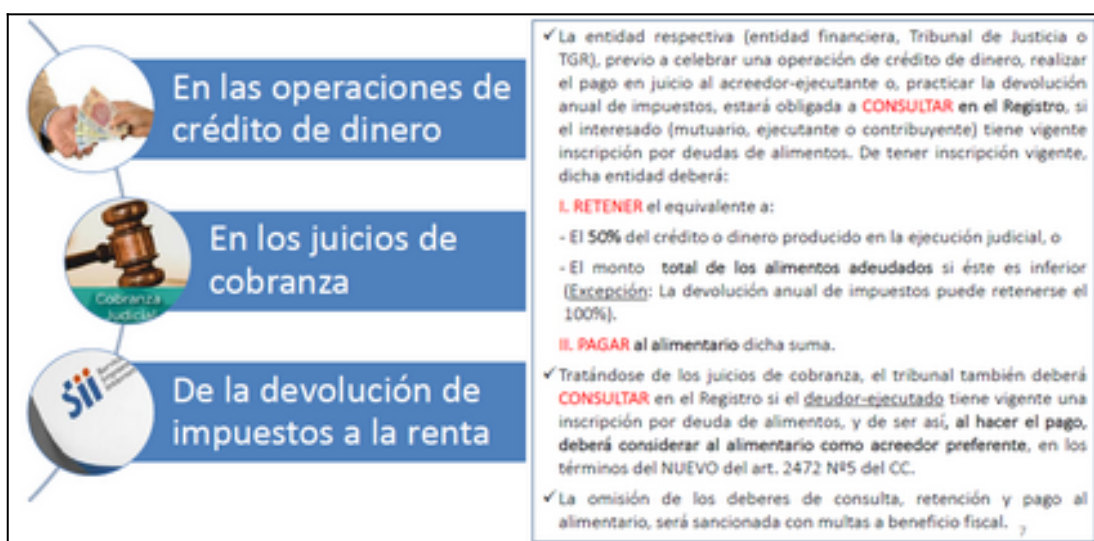 En las operaciones de
crédito de dinero
Cobranza
Judicial
En los juicios de
cobranza
Sii
De la devolución de
impuestos a la renta
✓ La entidad respectiva (entidad financiera, Tribunal de Justicia o
TGR), previo a celebrar una operación de crédito de dinero, realizar
el pago en juicio al acreedor-ejecutante o, practicar la devolución
anual de impuestos, estará obligada a CONSULTAR en el Registro, si
el interesado (mutuario, ejecutante o contribuyente) tiene vigente
inscripción por deudas de alimentos. De tener inscripción vigente,
dicha entidad deberá:
I. RETENER el equivalente a:
- El 50% del crédito o dinero producido en la ejecución judicial, o
- El monto total de los alimentos adeudados si éste es inferior
(Excepción: La devolución anual de impuestos puede retenerse el
100%).
II. PAGAR al alimentario dicha suma.
✓ Tratándose de los juicios de cobranza, el tribunal también deberá
CONSULTAR en el Registro si el deudor-ejecutado tiene vigente una
inscripción por deuda de alimentos, y de ser así, al hacer el pago,
deberá considerar al alimentario como acreedor preferente, en los
términos del NUEVO del art. 2472 Nº5 del CC.
✓ La omisión de los deberes de consulta, retención y pago al
alimentario, será sancionada con multas a beneficio fiscal.
7